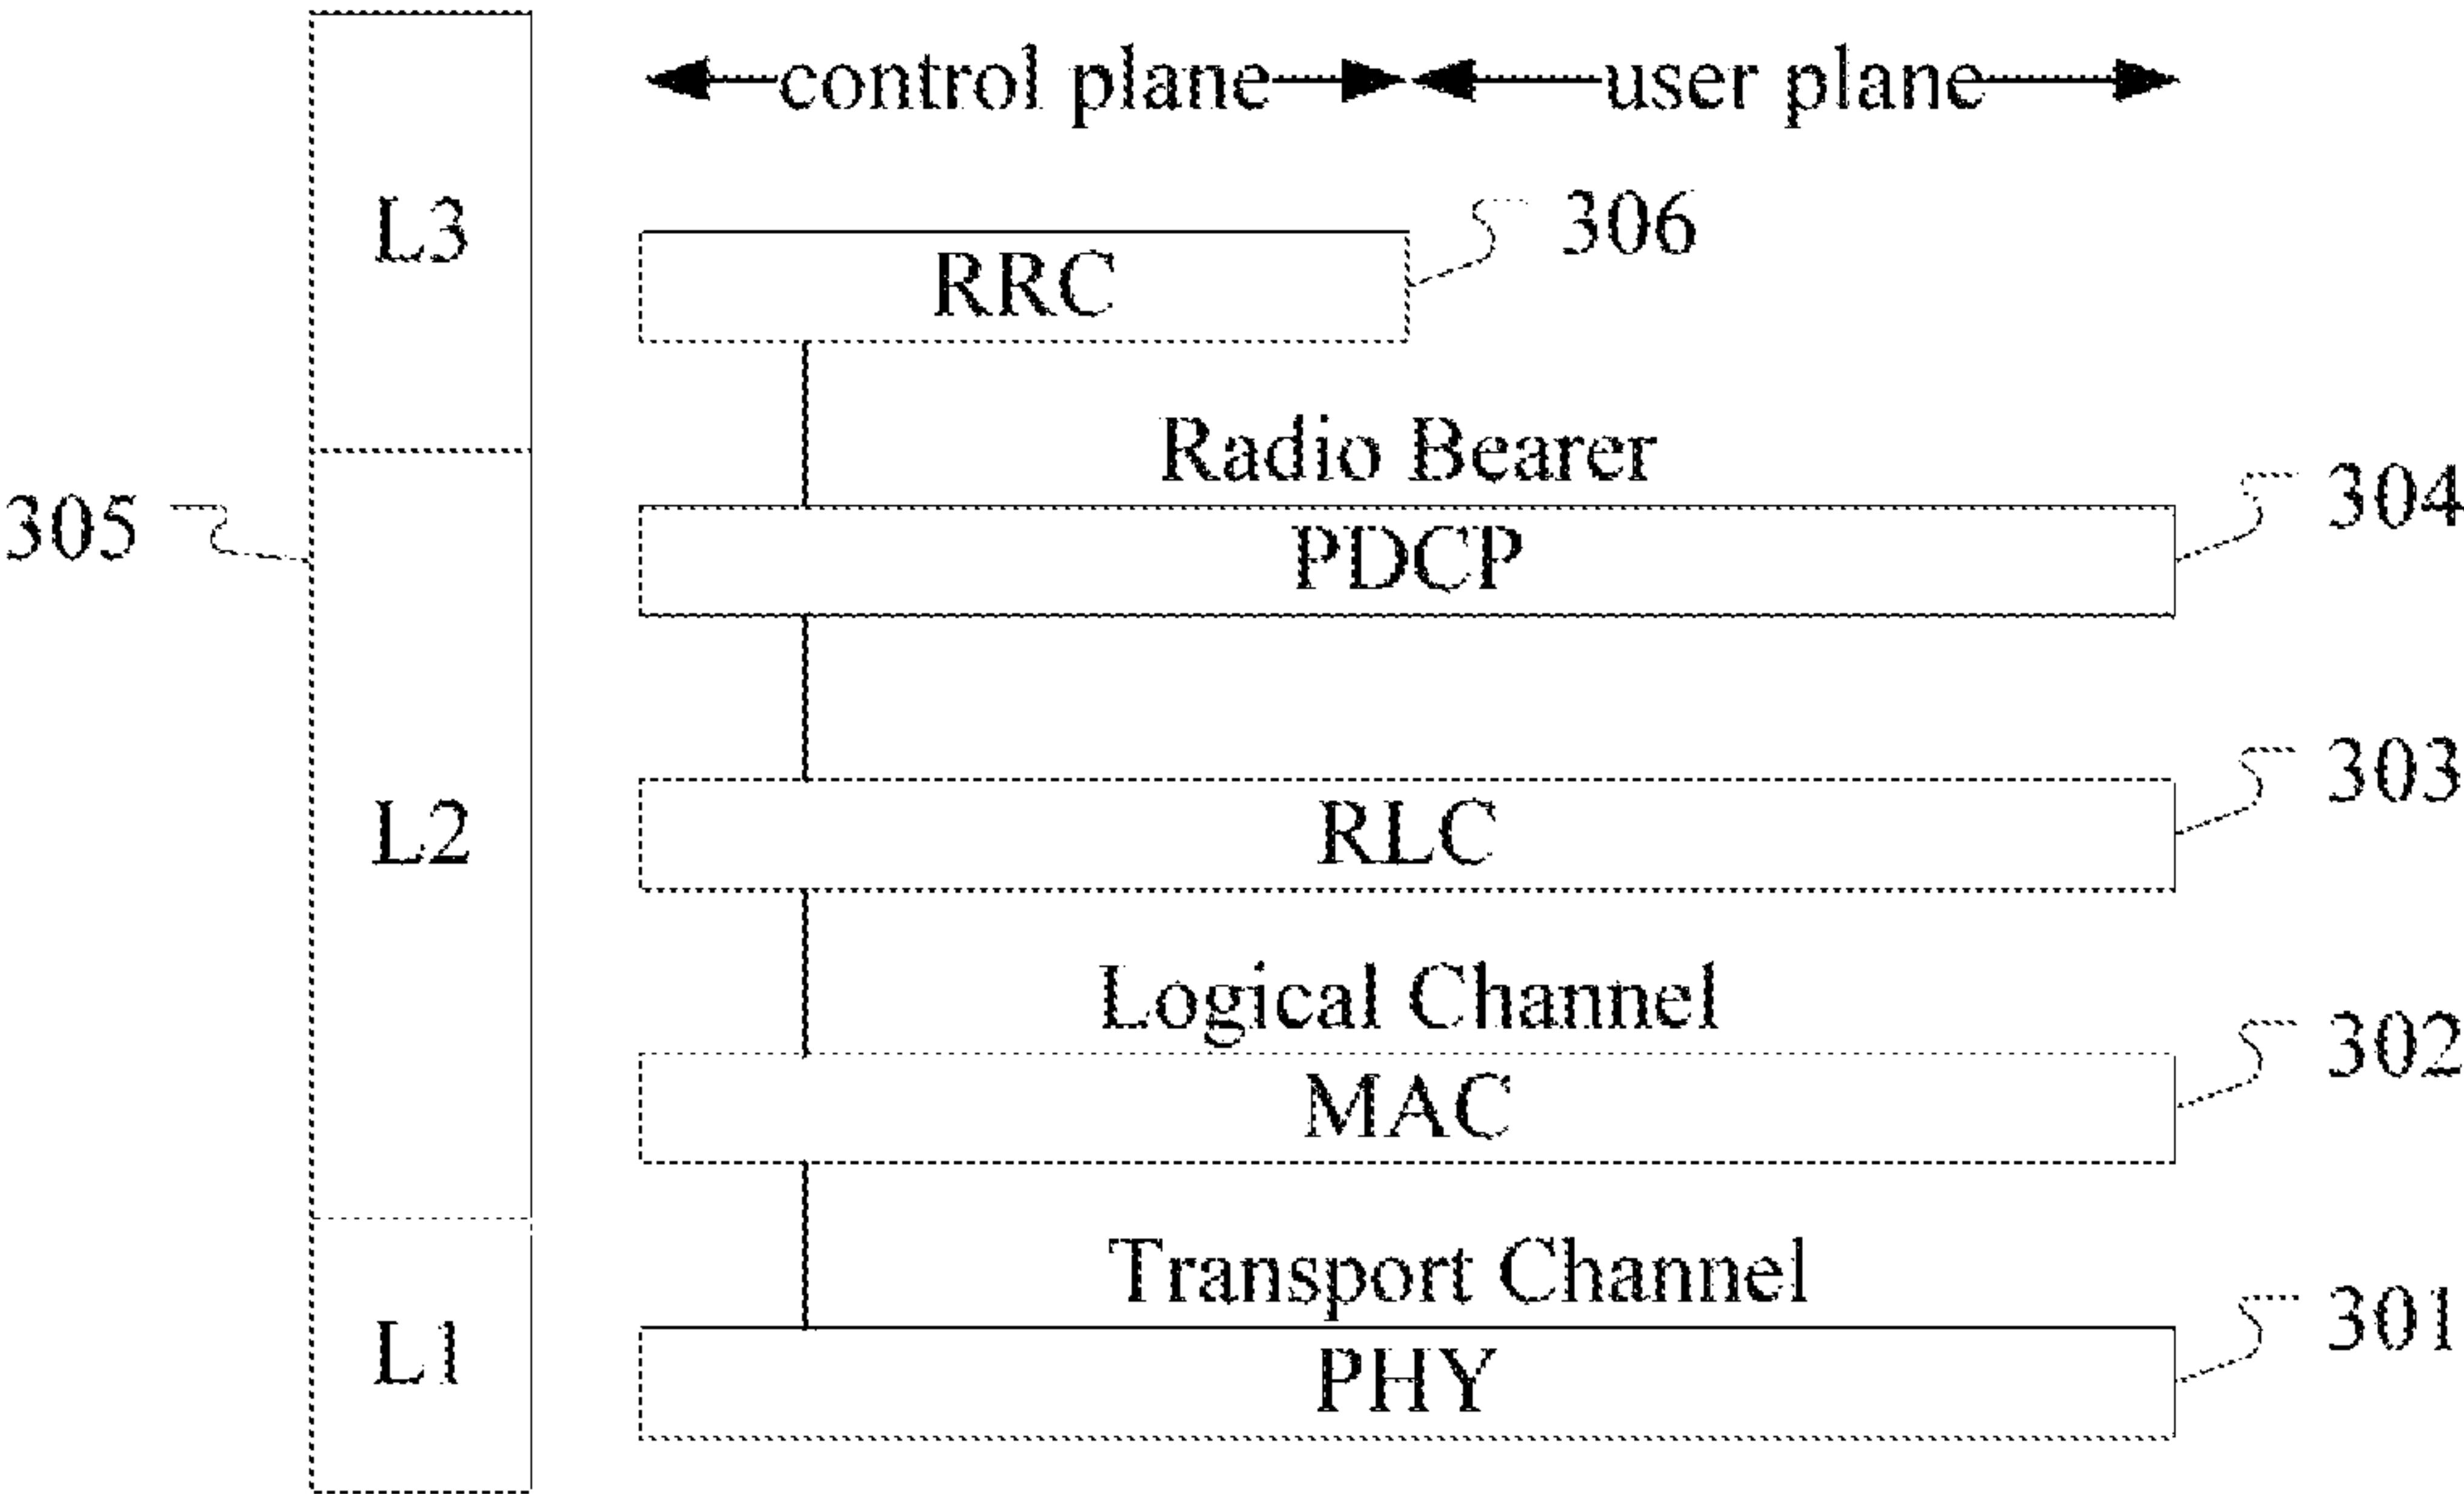 control plane user plane
L3
RRC
306
Radio Bearer
305
PDCP
304
L2
RLC
303
Logical Channel
MAC
302
Transport Channel
L1
PHY
301